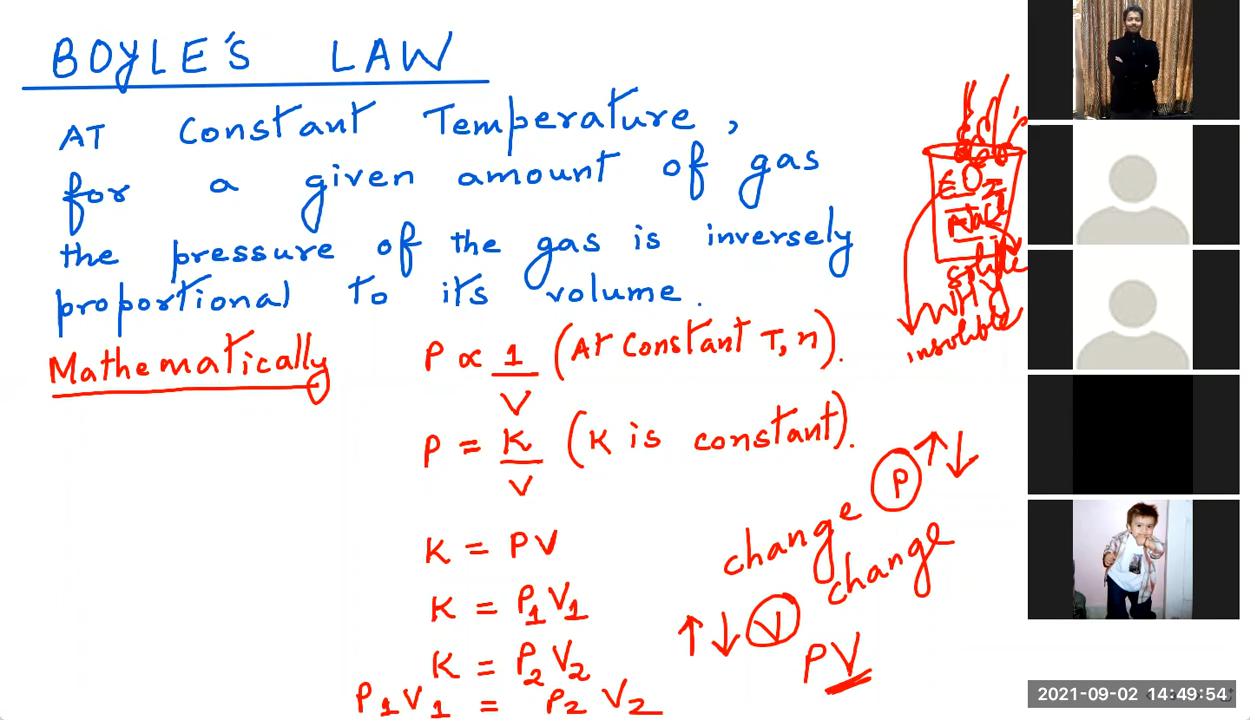 BOYLE'S LAW
AT Constant Temperature,
for a given amount of gas
the pressure of the gas is inversely
proportional to its volume.
Mathematically
P ∝ 1/V (At Constant T, n).
P = K/V (K is constant).
K = PV
K = P₁V₁
K = P₂V₂
P₁V₁ = P₂V₂
change P ↑↓
change
↑↓ V
PV
soluble
insoluble
2021-09-02 14:49:54